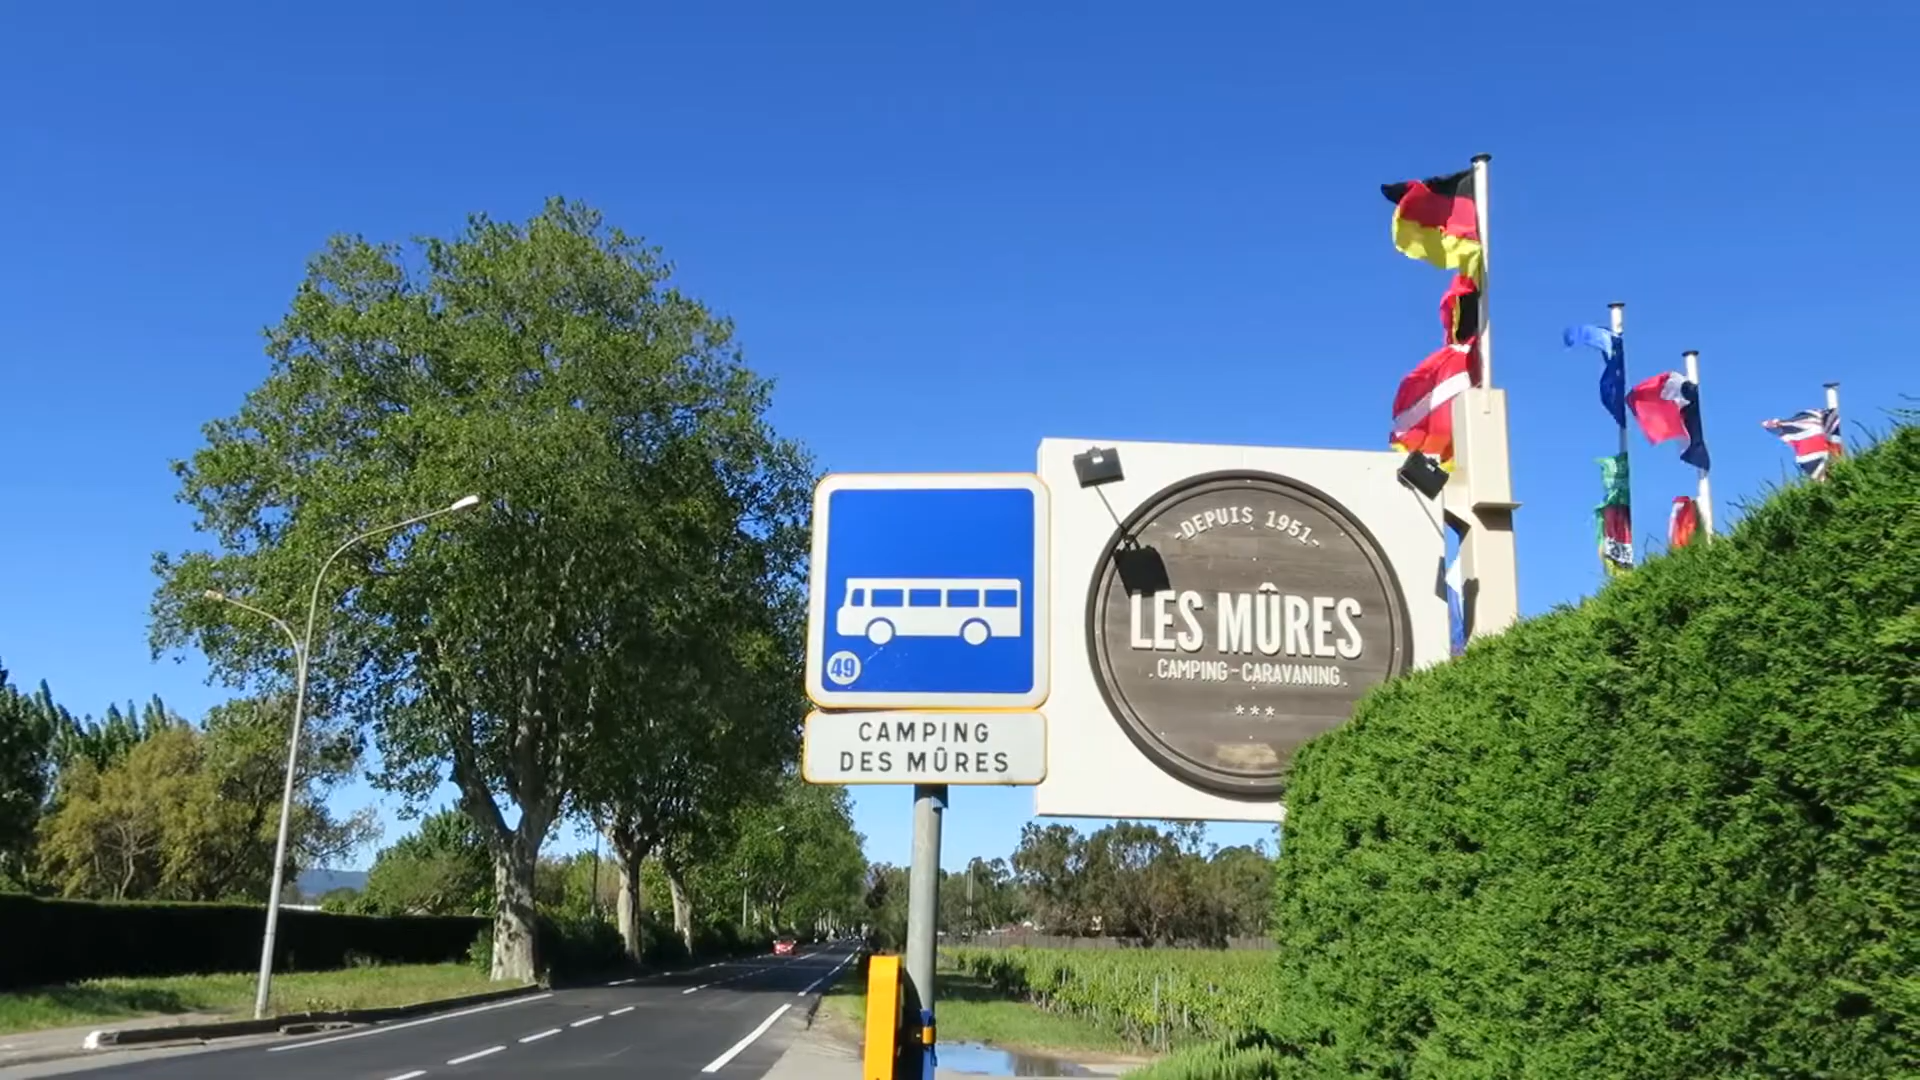 49
CAMPING
DES MÛRES
-DEPUIS 1951-
LES MÛRES
. CAMPING - CARAVANING .
***